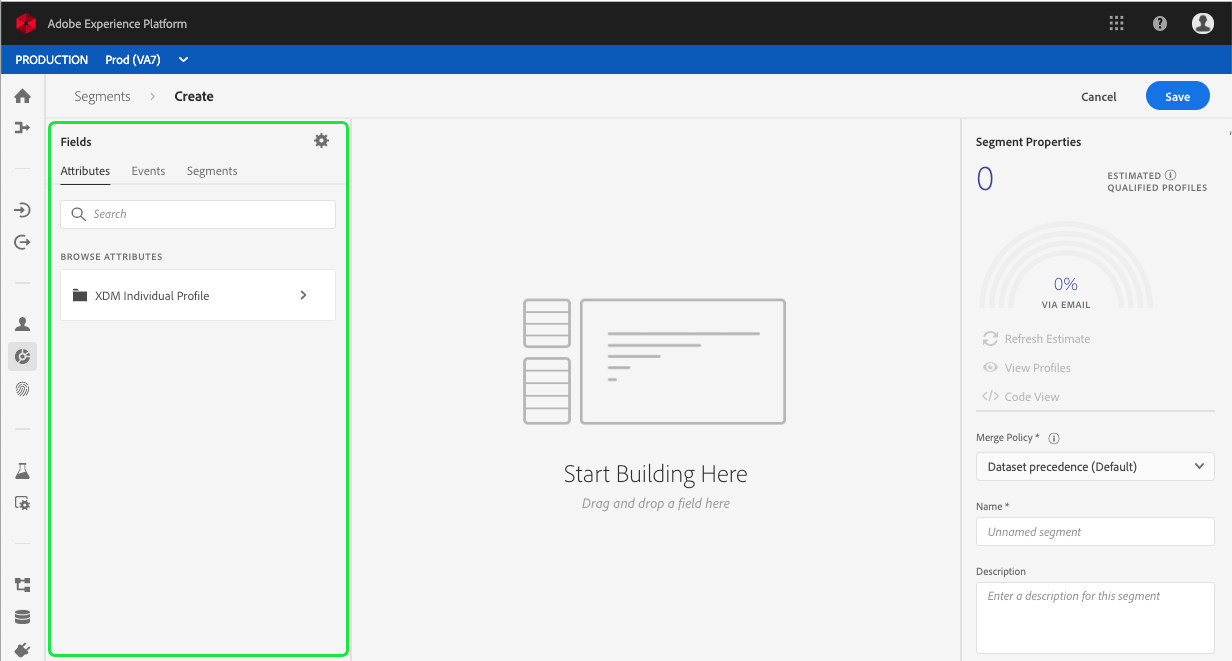 Adobe Experience Platform
PRODUCTION Prod (VA7)
Segments > Create
Cancel
Save
Fields
Attributes Events Segments
Search
BROWSE ATTRIBUTES
XDM Individual Profile
Start Building Here
Drag and drop a field here
Segment Properties
0
ESTIMATED
QUALIFIED PROFILES
0%
VIA EMAIL
Refresh Estimate
View Profiles
</> Code View
Merge Policy *
Dataset precedence (Default)
Name *
Unnamed segment
Description
Enter a description for this segment